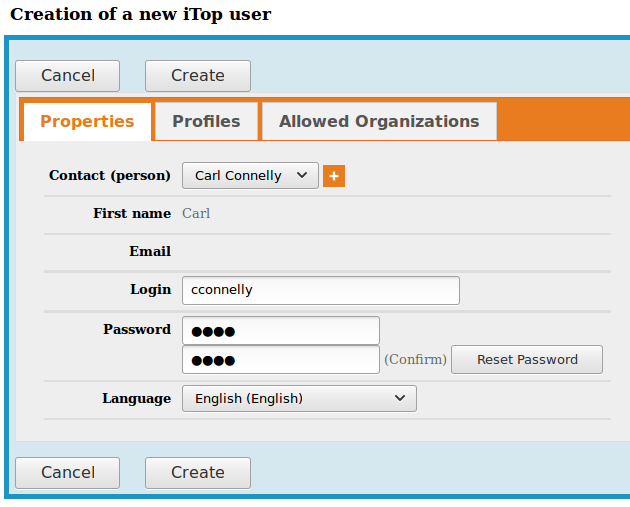 Creation of a new iTop user
Cancel Create
Properties Profiles Allowed Organizations
Contact (person) Carl Connelly +
First name Carl
Email
Login cconnelly
Password ●●●●
●●●● (Confirm) Reset Password
Language English (English)
Cancel Create